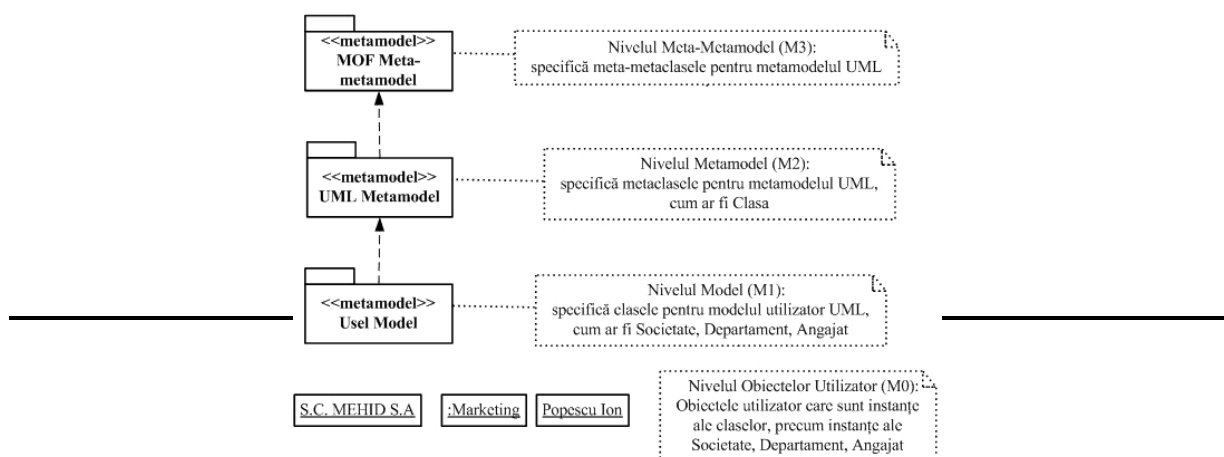 <<metamodel>>
MOF Meta-
metamodel
Nivelul Meta-Metamodel (M3):
specifică meta-metaclasele pentru metamodelul UML
<<metamodel>>
UML Metamodel
Nivelul Metamodel (M2):
specifică metaclasele pentru metamodelul UML,
cum ar fi Clasa
<<metamodel>>
Usel Model
Nivelul Model (M1):
specifică clasele pentru modelul utilizator UML,
cum ar fi Societate, Departament, Angajat
S.C. MEHID S.A
:Marketing
Popescu Ion
Nivelul Obiectelor Utilizator (M0):
Obiectele utilizator care sunt instanțe
ale claselor, precum instanțe ale
Societate, Departament, Angajat